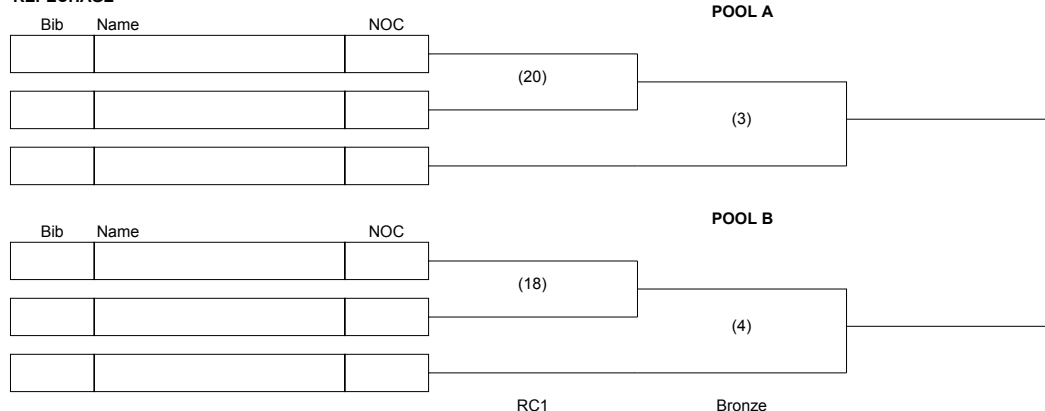 POOL A
Bib Name NOC
(20)
(3)
POOL B
Bib Name NOC
(18)
(4)
RC1 Bronze